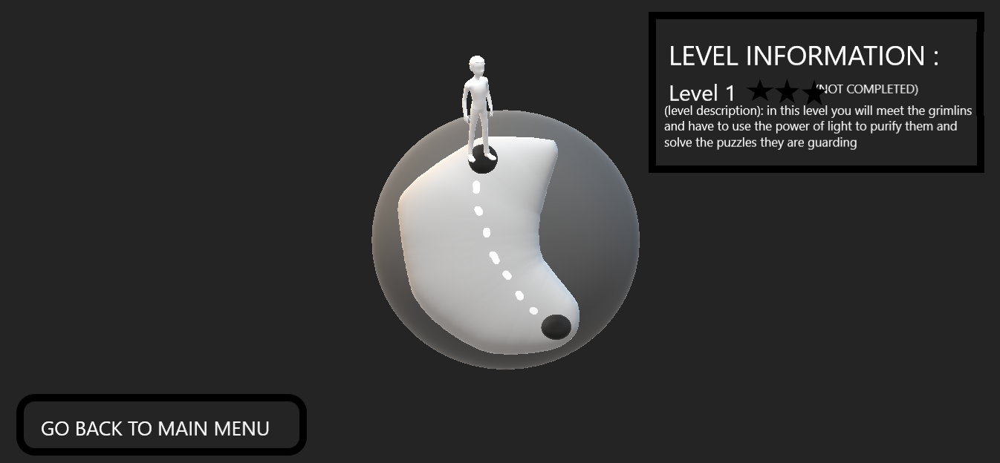 LEVEL INFORMATION :
Level 1 (NOT COMPLETED)
(level description): in this level you will meet the grimlins
and have to use the power of light to purify them and
solve the puzzles they are guarding
GO BACK TO MAIN MENU